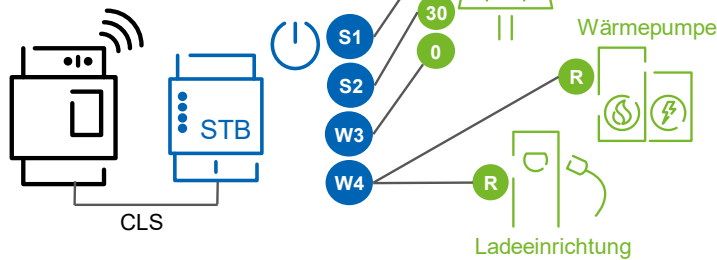 30
S1
Wärmepumpe
0
S2
R
STB
W3
W4
R
CLS
Ladeeinrichtung